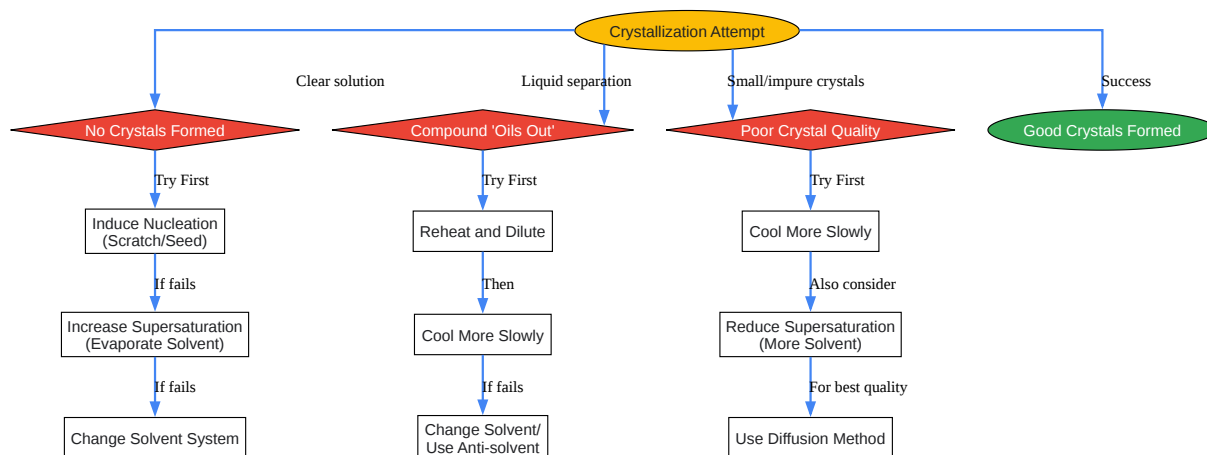 Crystallization Attempt
Clear solution
Liquid separation
Small/impure crystals
Success
No Crystals Formed
Compound 'Oils Out'
Poor Crystal Quality
Good Crystals Formed
Try First
Try First
Try First
Induce Nucleation
(Scratch/Seed)
Reheat and Dilute
Cool More Slowly
If fails
Then
Also consider
Increase Supersaturation
(Evaporate Solvent)
Cool More Slowly
Reduce Supersaturation
(More Solvent)
If fails
If fails
For best quality
Change Solvent System
Change Solvent/
Use Anti-solvent
Use Diffusion Method